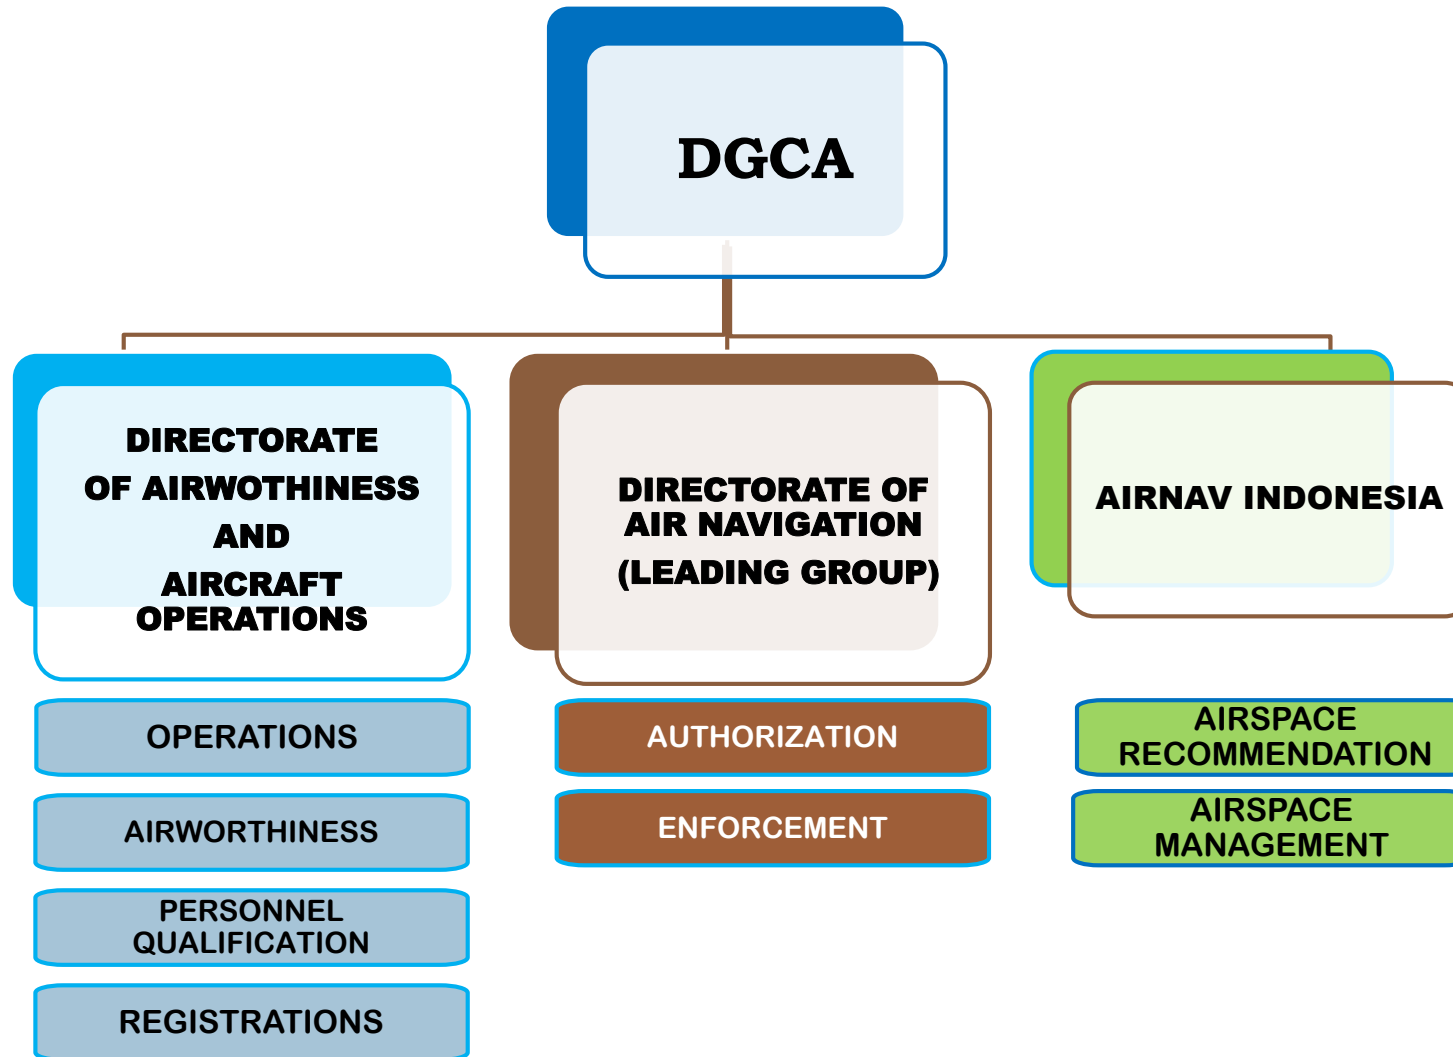 DGCA
DIRECTORATE
OF AIRWOTHINESS
AND
AIRCRAFT
OPERATIONS
DIRECTORATE OF
AIR NAVIGATION
(LEADING GROUP)
AIRNAV INDONESIA
OPERATIONS
AIRWORTHINESS
PERSONNEL
QUALIFICATION
REGISTRATIONS
AUTHORIZATION
ENFORCEMENT
AIRSPACE
RECOMMENDATION
AIRSPACE
MANAGEMENT